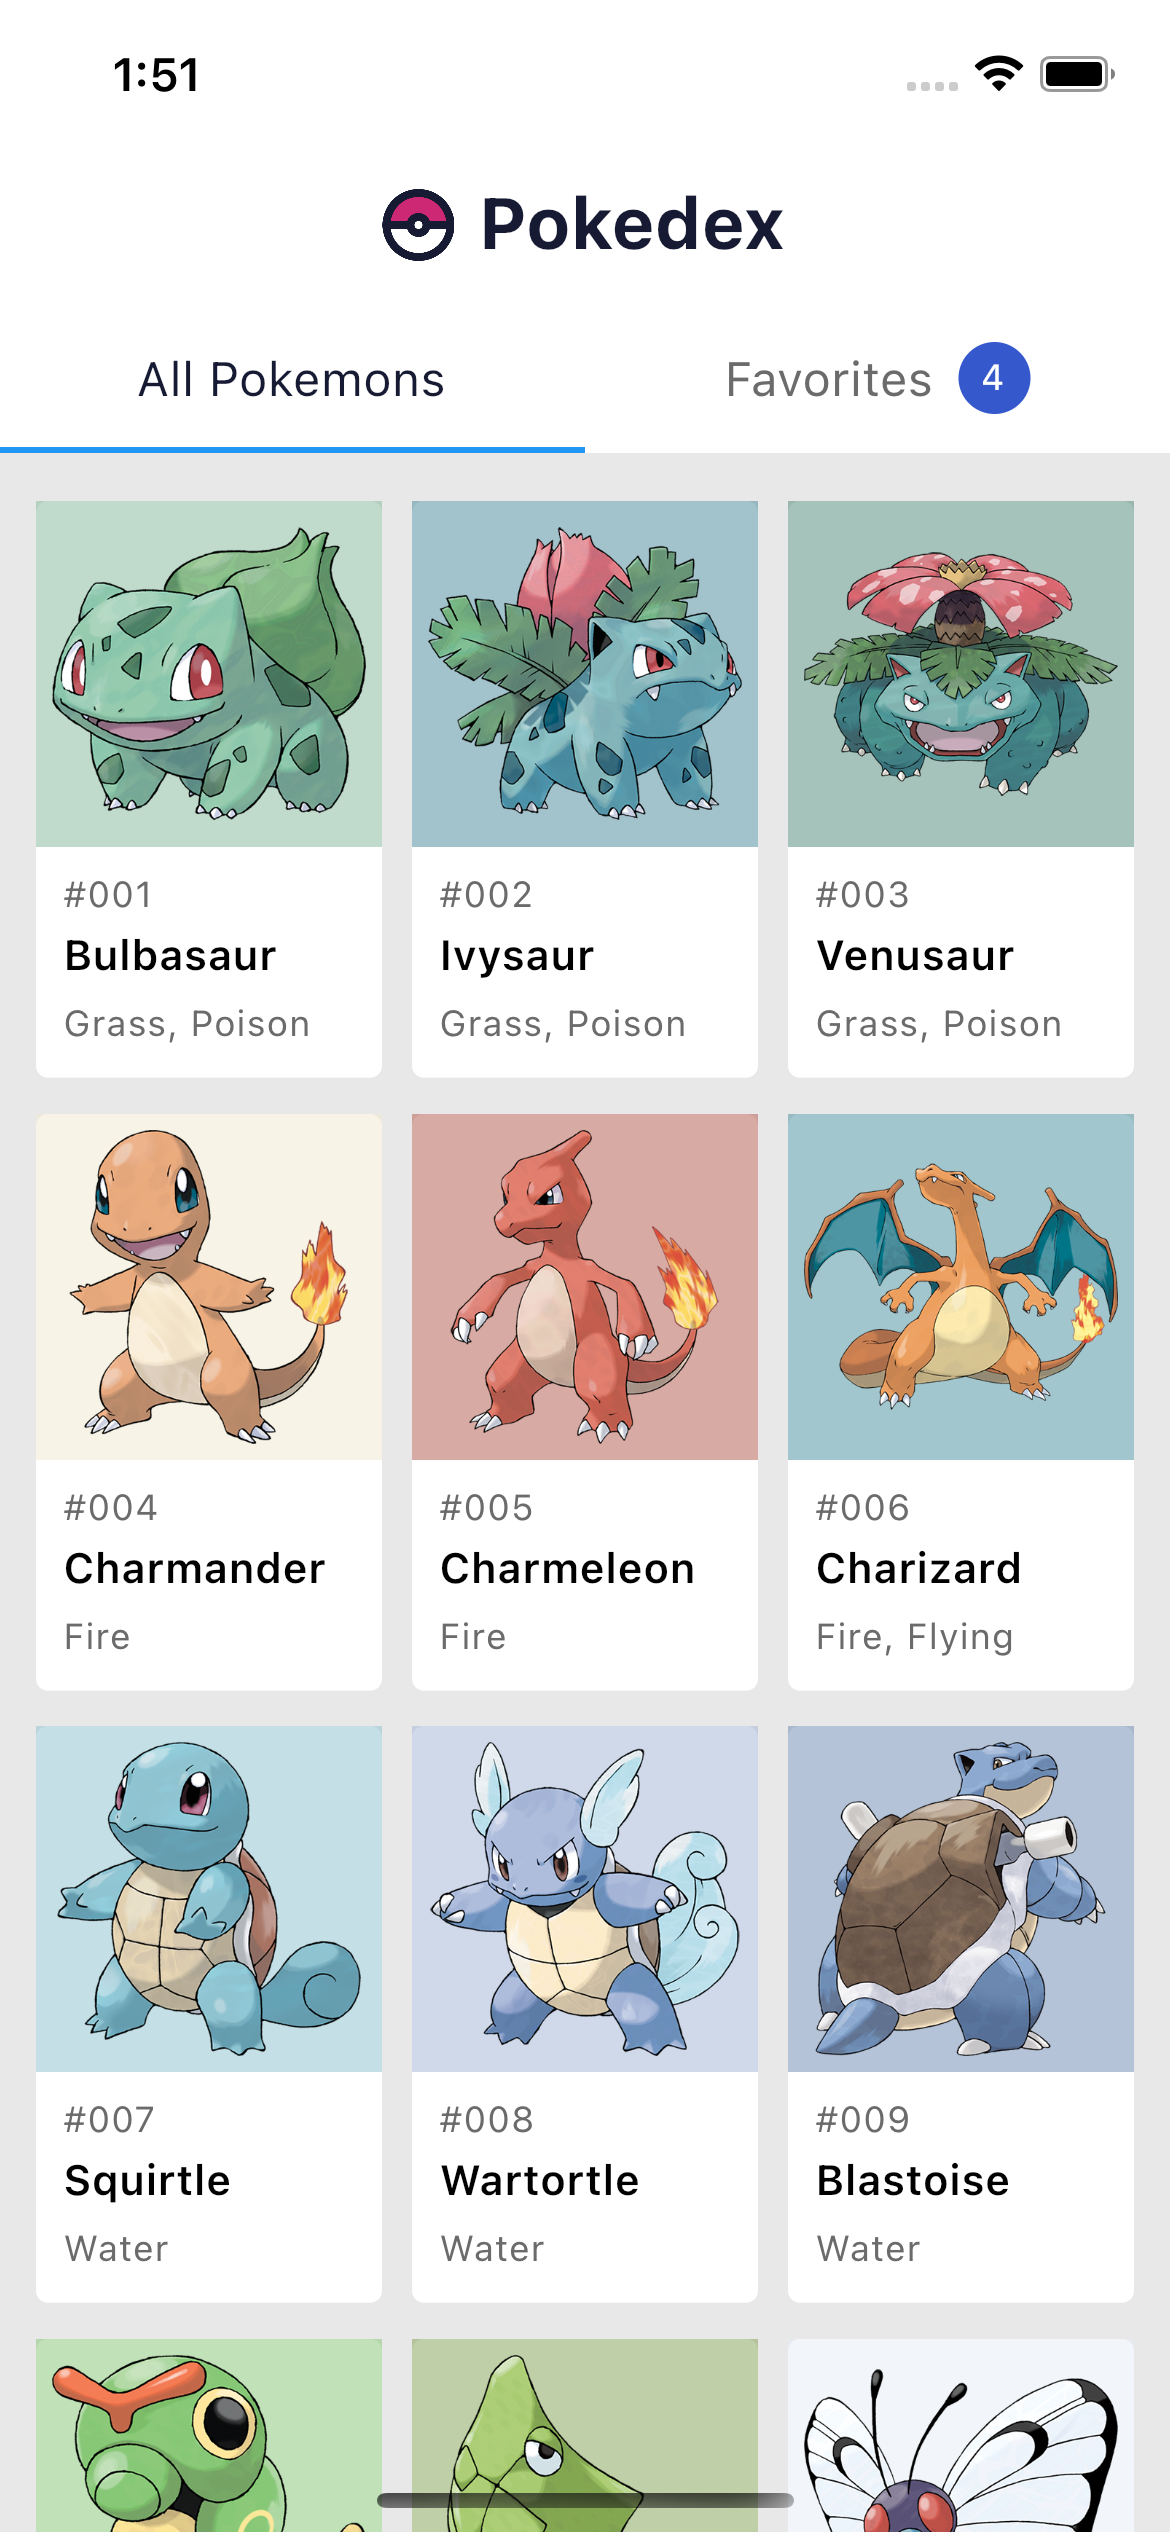 1:51
Pokedex
All Pokemons
Favorites 4
#001
Bulbasaur
Grass, Poison
#002
Ivysaur
Grass, Poison
#003
Venusaur
Grass, Poison
#004
Charmander
Fire
#005
Charmeleon
Fire
#006
Charizard
Fire, Flying
#007
Squirtle
Water
#008
Wartortle
Water
#009
Blastoise
Water